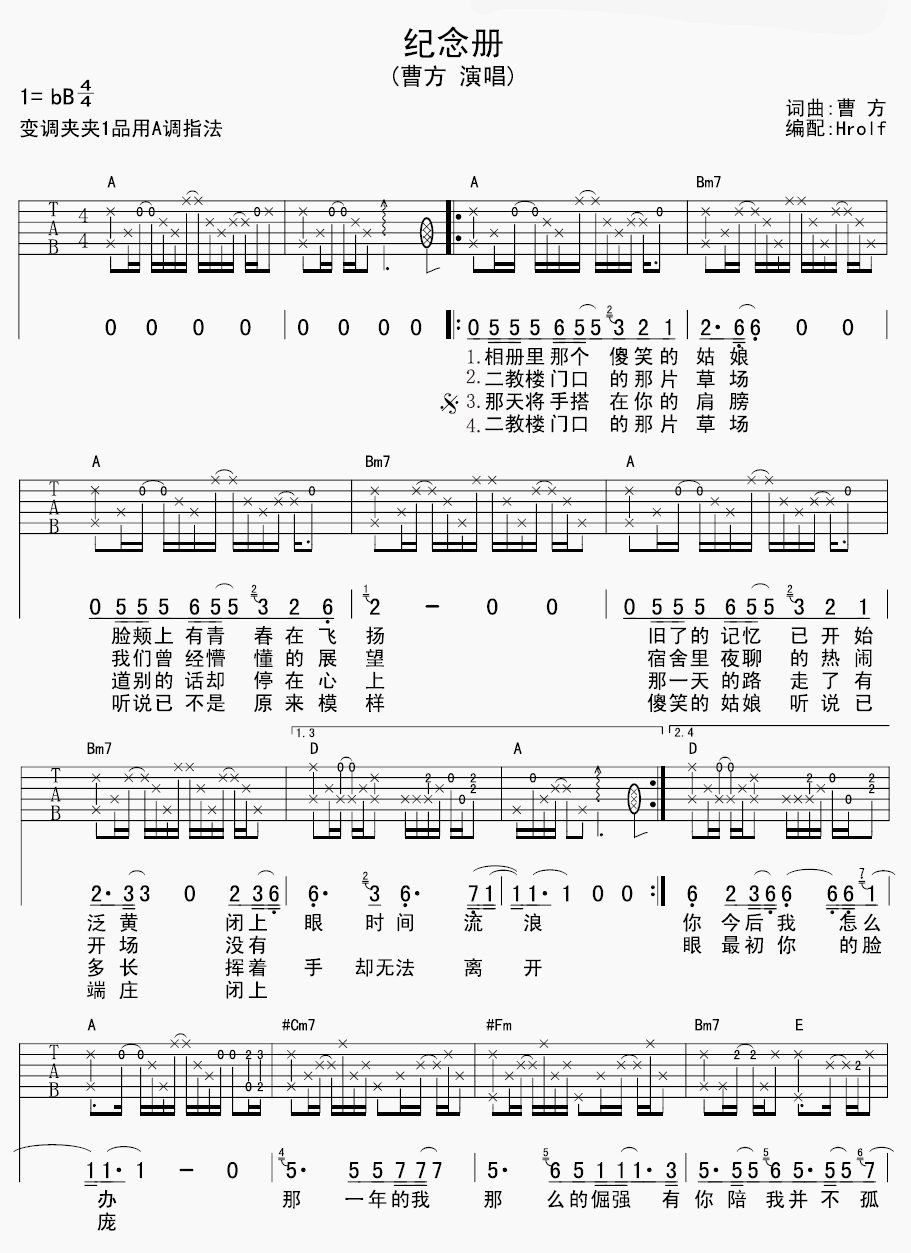 纪念册
(曹方 演唱)
1= bB 4/4
词曲:曹 方
变调夹夹1品用A调指法
编配:Hrolf
A A Bm7
T A B 4 4
0 0 0 0 0 0 0 0 0 5 5 5 6 5 5 3 2 1 2· 6 6 0 0
1.相册里那个 傻笑的 姑 娘
2.二教楼门口 的那片 草 场
3.那天将手搭 在你的 肩 膀
4.二教楼门口 的那片 草 场
A Bm7 A
T A B
0 5 5 5 6 5 5 3 2 6 2 - 0 0 0 5 5 5 6 5 5 3 2 1
脸颊上 有青 春在飞 扬 旧了的 记忆 已开始
我们曾 经懵 懂的展 望 宿舍里 夜聊 的热闹
道别的 话却 停在心 上 那一天 的路 走了有
听说已 不是 原来模 样 傻笑的 姑娘 听说已
1.3 2.4
Bm7 D A D
T A B
2· 3 3 0 2 3 6 6· 3 6· 7 1 1 1· 1 0 0 6 2 3 6 6 6 6 1
泛 黄 闭上 眼 时 间 流 浪 你 今后我 怎么
开 场 没有 眼 最初你 的脸
多 长 挥着 手 却无法 离 开
端 庄 闭上
A #Cm7 #Fm Bm7 E
T A B
1 1· 1 - 0 5· 5 5 7 7 7 5· 6 5 1 1 1· 3 5· 5 5 6 5· 5 5 6 7
办 那 一年的我 那 么的倔强 有 你陪 我并 不 孤
庞